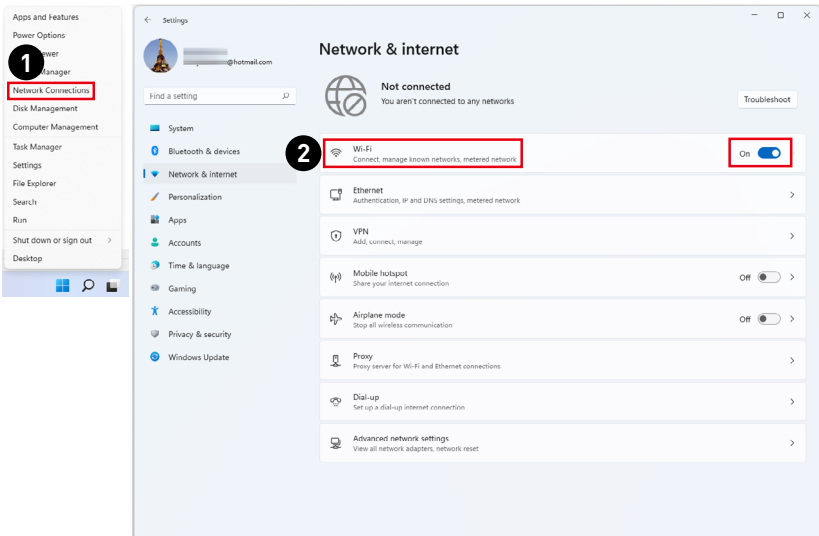 Apps and Features
Power Options
ewer
1
Manager
Network Connections
Disk Management
Computer Management
Task Manager
Settings
File Explorer
Search
Run
Shut down or sign out
Desktop
Settings
@hotmail.com
Find a setting
System
Bluetooth & devices
Network & internet
Personalization
Apps
Accounts
Time & language
Gaming
Accessibility
Privacy & security
Windows Update
Network & internet
Not connected
You aren't connected to any networks
Troubleshoot
2
Wi-Fi
Connect, manage known networks, metered network
On
Ethernet
Authentication, IP and DNS settings, metered network
VPN
Add, connect, manage
Mobile hotspot
Share your internet connection
Off
Airplane mode
Stop all wireless communication
Off
Proxy
Proxy server for Wi-Fi and Ethernet connections
Dial-up
Set up a dial-up internet connection
Advanced network settings
View all network adapters, network reset